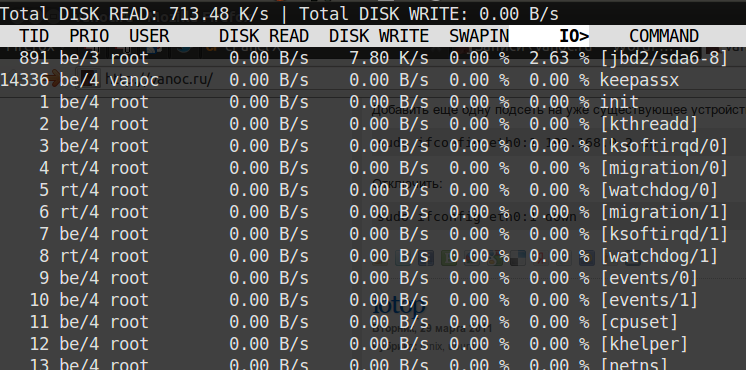 Total DISK READ: 713.48 K/s | Total DISK WRITE: 0.00 B/s
TID PRIO USER DISK READ DISK WRITE SWAPIN IO> COMMAND
891 be/3 root 0.00 B/s 7.80 K/s 0.00 % 2.63 % [jbd2/sda6-8]
14336 be/4 vanoc 0.00 B/s 0.00 B/s 0.00 % 0.00 % keepassx
1 be/4 root 0.00 B/s 0.00 B/s 0.00 % 0.00 % init
2 be/4 root 0.00 B/s 0.00 B/s 0.00 % 0.00 % [kthreadd]
3 be/4 root 0.00 B/s 0.00 B/s 0.00 % 0.00 % [ksoftirqd/0]
4 rt/4 root 0.00 B/s 0.00 B/s 0.00 % 0.00 % [migration/0]
5 rt/4 root 0.00 B/s 0.00 B/s 0.00 % 0.00 % [watchdog/0]
6 rt/4 root 0.00 B/s 0.00 B/s 0.00 % 0.00 % [migration/1]
7 be/4 root 0.00 B/s 0.00 B/s 0.00 % 0.00 % [ksoftirqd/1]
8 rt/4 root 0.00 B/s 0.00 B/s 0.00 % 0.00 % [watchdog/1]
9 be/4 root 0.00 B/s 0.00 B/s 0.00 % 0.00 % [events/0]
10 be/4 root 0.00 B/s 0.00 B/s 0.00 % 0.00 % [events/1]
11 be/4 root 0.00 B/s 0.00 B/s 0.00 % 0.00 % [cpuset]
12 be/4 root 0.00 B/s 0.00 B/s 0.00 % 0.00 % [khelper]
13 be/4 root 0.00 B/s 0.00 B/s 0.00 % 0.00 % [netns]
Добавить еще одну подсеть на уже существующее устройст
Отключить:
iotop